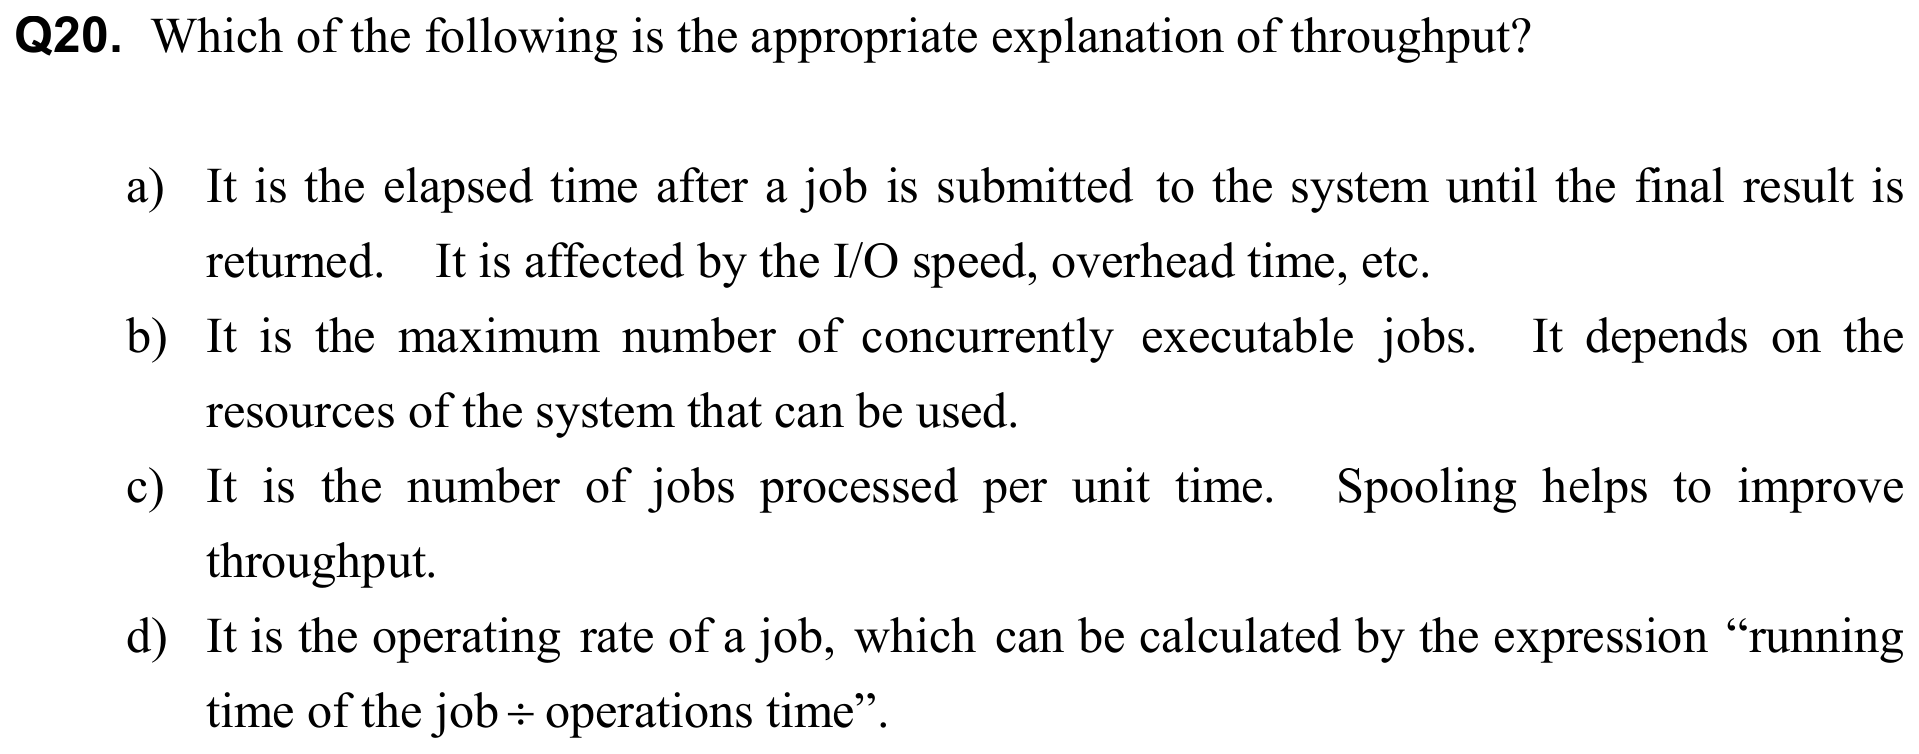 Q20. Which of the following is the appropriate explanation of throughput?
a) It is the elapsed time after a job is submitted to the system until the final result is
returned. It is affected by the I/O speed, overhead time, etc.
b) It is the maximum number of concurrently executable jobs. It depends on the
resources of the system that can be used.
c) It is the number of jobs processed per unit time. Spooling helps to improve
throughput.
d) It is the operating rate of a job, which can be calculated by the expression “running
time of the job ÷ operations time”.